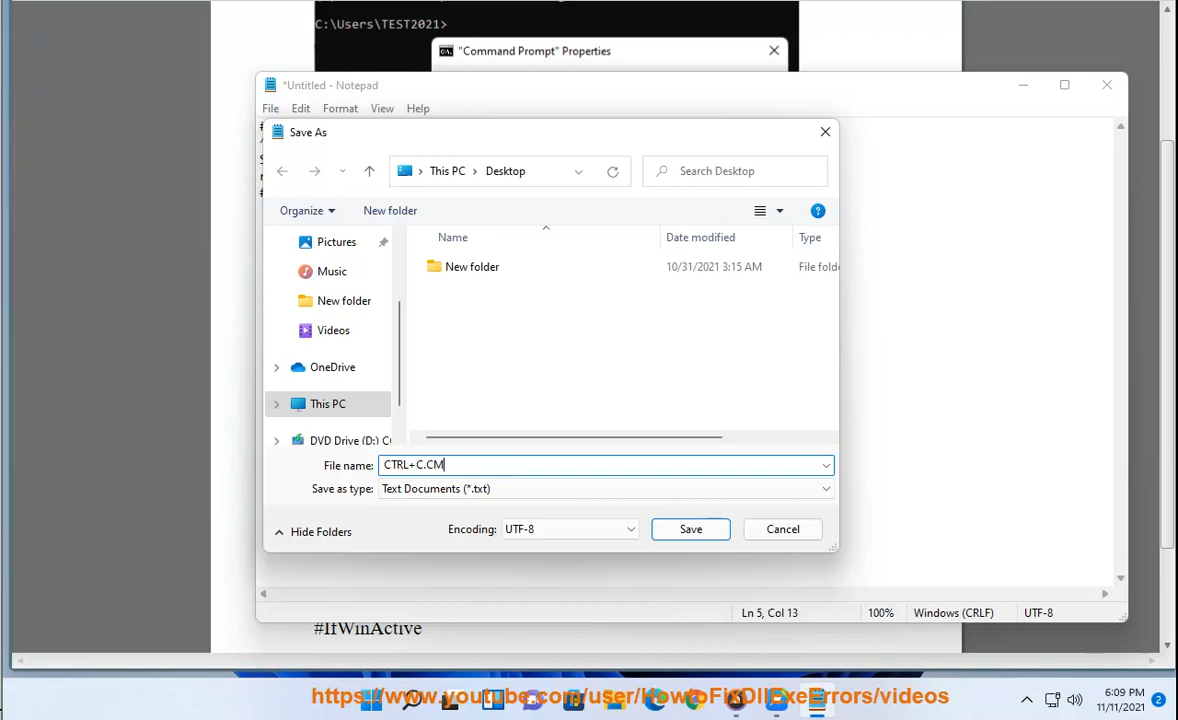 C:\Users\TEST2021>
"Command Prompt" Properties
*Untitled - Notepad
File Edit Format View Help
Save As
This PC > Desktop
Search Desktop
Organize
New folder
Name Date modified Type
Pictures
New folder 10/31/2021 3:15 AM File folde
Music
New folder
Videos
OneDrive
This PC
DVD Drive (D:) C
File name: CTRL+C.CM
Save as type: Text Documents (*.txt)
Hide Folders
Encoding: UTF-8
Save
Cancel
Ln 5, Col 13 100% Windows (CRLF) UTF-8
#IfWinActive
https://www.youtube.com/user/HowtoFixDllExeErrors/videos
6:09 PM
11/11/2021
2